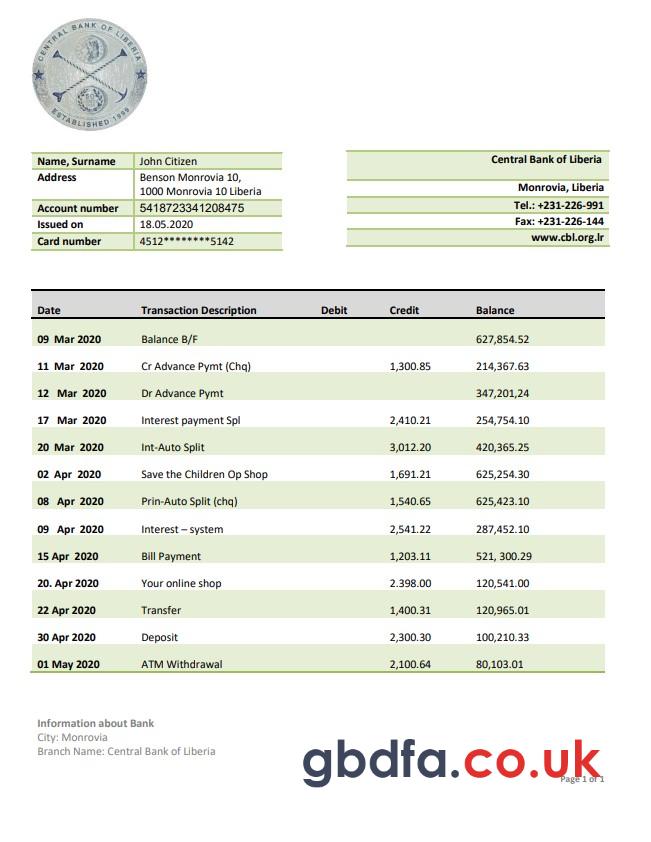 CENTRAL BANK OF LIBERIA
ESTABLISHED 1999
Name, Surname John Citizen
Address Benson Monrovia 10,
1000 Monrovia 10 Liberia
Account number 5418723341208475
Issued on 18.05.2020
Card number 4512********5142
Central Bank of Liberia
Monrovia, Liberia
Tel.: +231-226-991
Fax: +231-226-144
www.cbl.org.lr
Date Transaction Description Debit Credit Balance
09 Mar 2020 Balance B/F 627,854.52
11 Mar 2020 Cr Advance Pymt (Chq) 1,300.85 214,367.63
12 Mar 2020 Dr Advance Pymt 347,201,24
17 Mar 2020 Interest payment Spl 2,410.21 254,754.10
20 Mar 2020 Int-Auto Split 3,012.20 420,365.25
02 Apr 2020 Save the Children Op Shop 1,691.21 625,254.30
08 Apr 2020 Prin-Auto Split (chq) 1,540.65 625,423.10
09 Apr 2020 Interest – system 2,541.22 287,452.10
15 Apr 2020 Bill Payment 1,203.11 521, 300.29
20. Apr 2020 Your online shop 2.398.00 120,541.00
22 Apr 2020 Transfer 1,400.31 120,965.01
30 Apr 2020 Deposit 2,300.30 100,210.33
01 May 2020 ATM Withdrawal 2,100.64 80,103.01
Information about Bank
City: Monrovia
Branch Name: Central Bank of Liberia
gbdfa.co.uk
Page 1 of 1